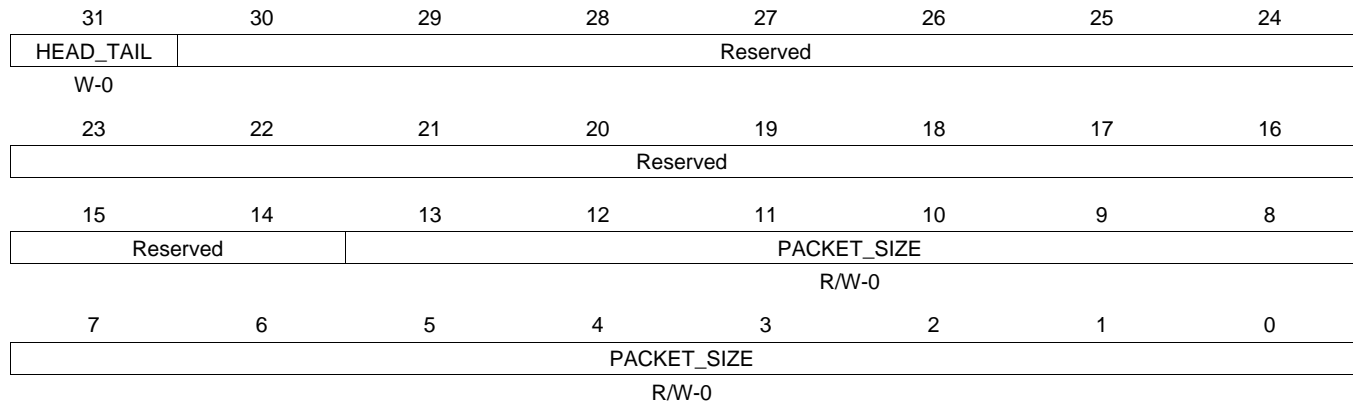 31 30 29 28 27 26 25 24
HEAD_TAIL Reserved
W-0
23 22 21 20 19 18 17 16
Reserved
15 14 13 12 11 10 9 8
Reserved PACKET_SIZE
R/W-0
7 6 5 4 3 2 1 0
PACKET_SIZE
R/W-0